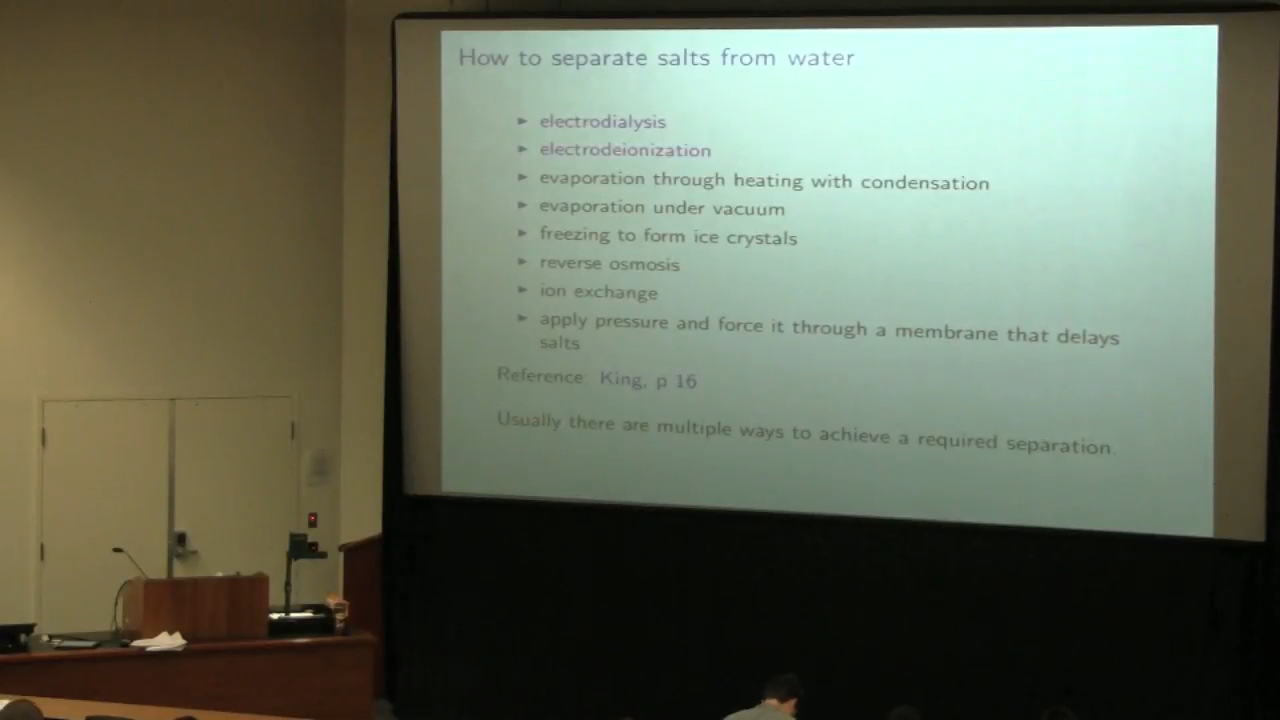 How to separate salts from water
► electrodialysis
► electrodeionization
► evaporation through heating with condensation
► evaporation under vacuum
► freezing to form ice crystals
► reverse osmosis
► ion exchange
► apply pressure and force it through a membrane that delays
salts
Reference: King, p 16
Usually there are multiple ways to achieve a required separation.